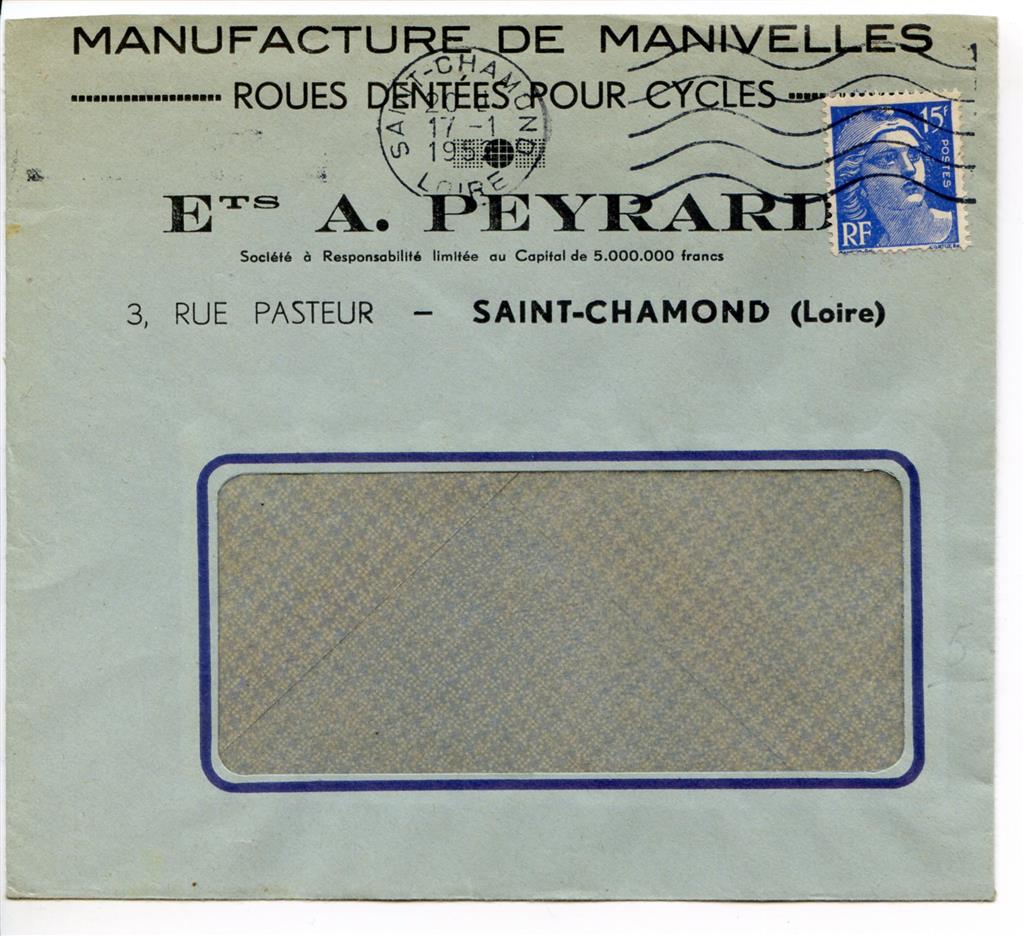 MANUFACTURE DE MANIVELLES
ROUES DENTÉES POUR CYCLES
SAINT-CHAMOND
17 -1
LOIRE
15F
POSTES
RF
ETS A. PEYRARD
Société à Responsabilité limitée au Capital de 5.000.000 francs
3, RUE PASTEUR – SAINT-CHAMOND (Loire)